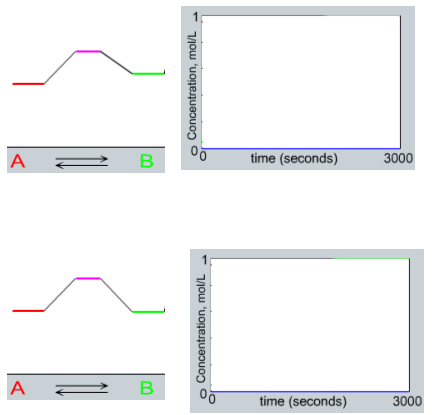 1
Concentration, mol/L
0
0
time (seconds)
3000
A
B
1
Concentration, mol/L
0
0
time (seconds)
3000
A
B